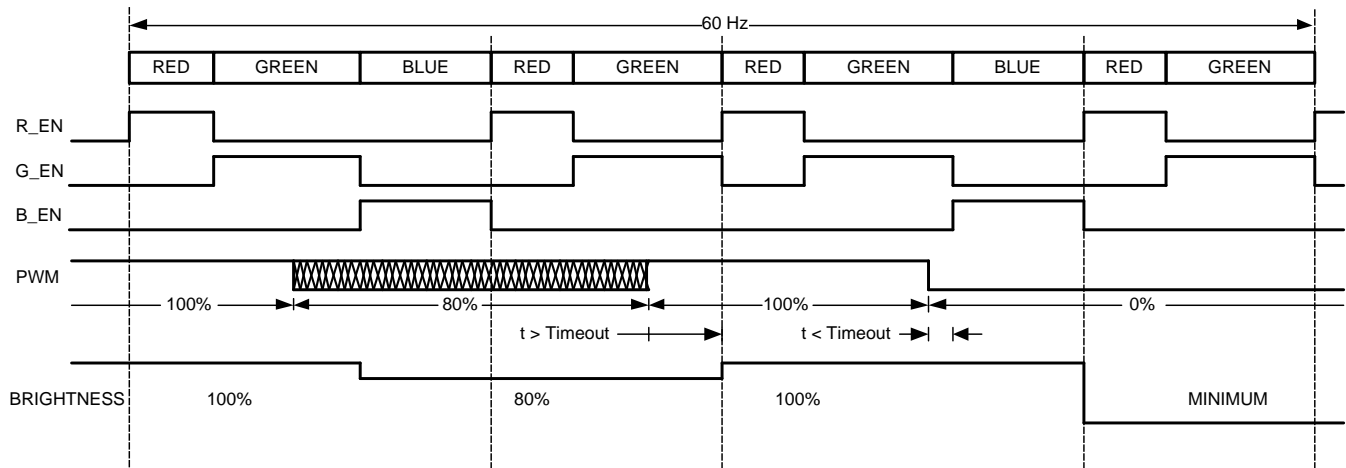 60 Hz
RED GREEN BLUE RED GREEN RED GREEN BLUE RED GREEN
R_EN
G_EN
B_EN
PWM
100% 80% 100% 0%
t > Timeout t < Timeout
BRIGHTNESS 100% 80% 100% MINIMUM